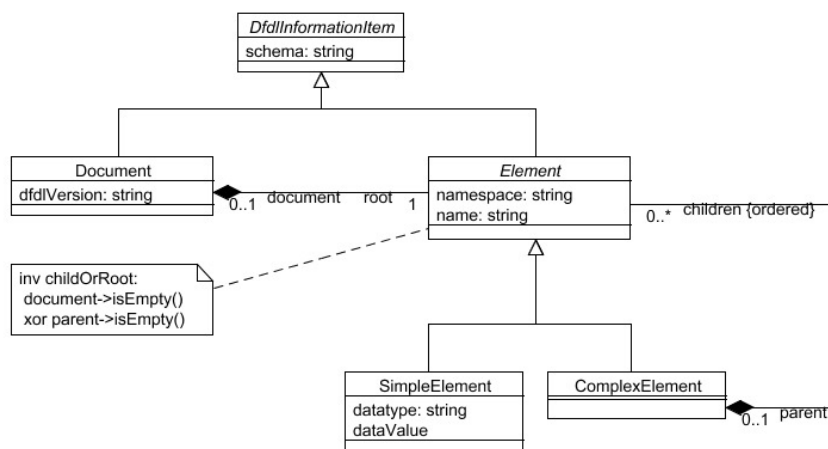 DfdlInformationItem
schema: string
Document
dfdlVersion: string
Element
namespace: string
name: string
0..1 document root 1
0..* children {ordered}
inv childOrRoot:
document->isEmpty()
xor parent->isEmpty()
SimpleElement
datatype: string
dataValue
ComplexElement
0..1 parent